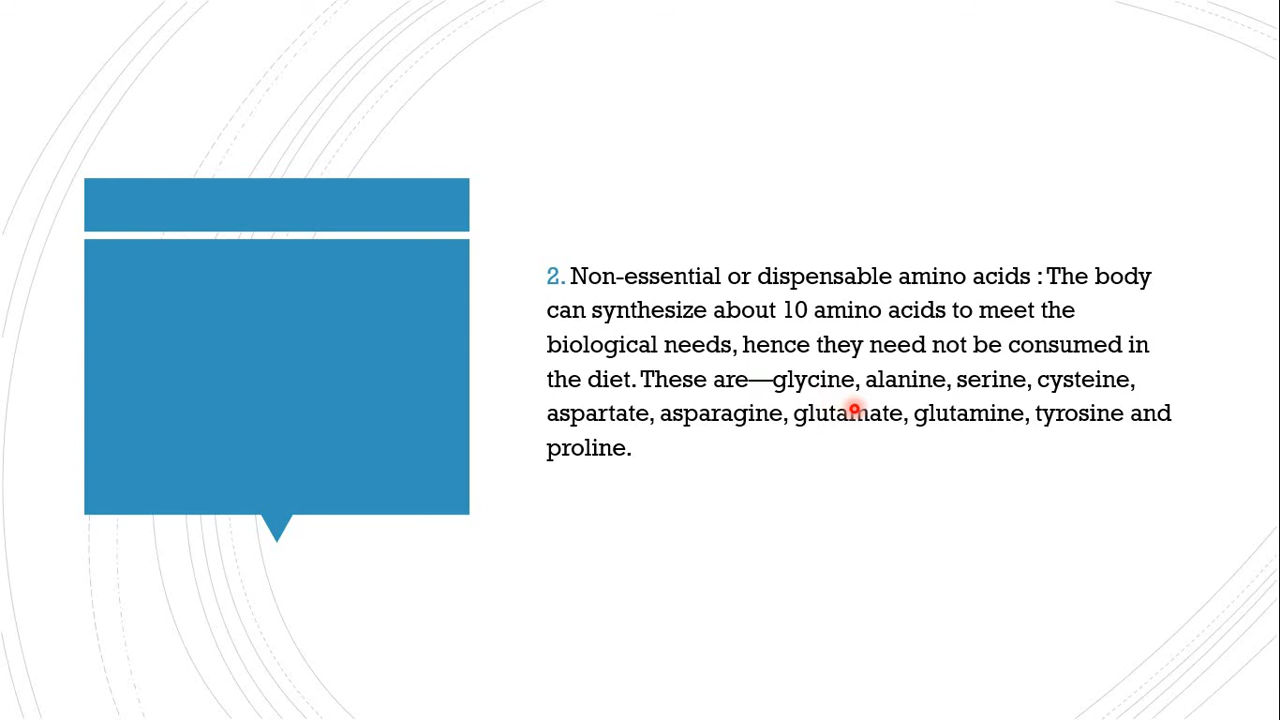 2. Non-essential or dispensable amino acids : The body
can synthesize about 10 amino acids to meet the
biological needs, hence they need not be consumed in
the diet. These are—glycine, alanine, serine, cysteine,
aspartate, asparagine, glutamate, glutamine, tyrosine and
proline.